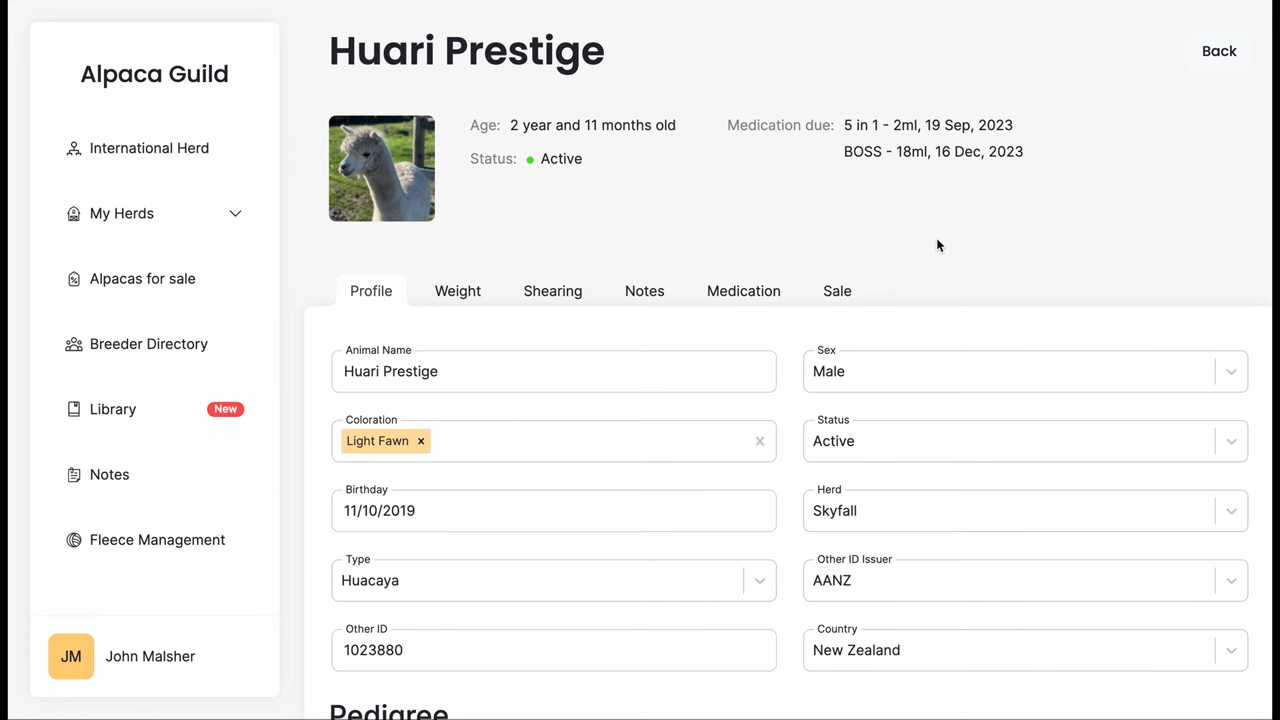 Alpaca Guild
International Herd
My Herds
Alpacas for sale
Breeder Directory
Library New
Notes
Fleece Management
JM John Malsher
Huari Prestige
Back
Age: 2 year and 11 months old
Status: Active
Medication due: 5 in 1 - 2ml, 19 Sep, 2023
BOSS - 18ml, 16 Dec, 2023
Profile Weight Shearing Notes Medication Sale
Animal Name
Huari Prestige
Sex
Male
Coloration
Light Fawn ×
Status
Active
Birthday
11/10/2019
Herd
Skyfall
Type
Huacaya
Other ID Issuer
AANZ
Other ID
1023880
Country
New Zealand
Pedigree